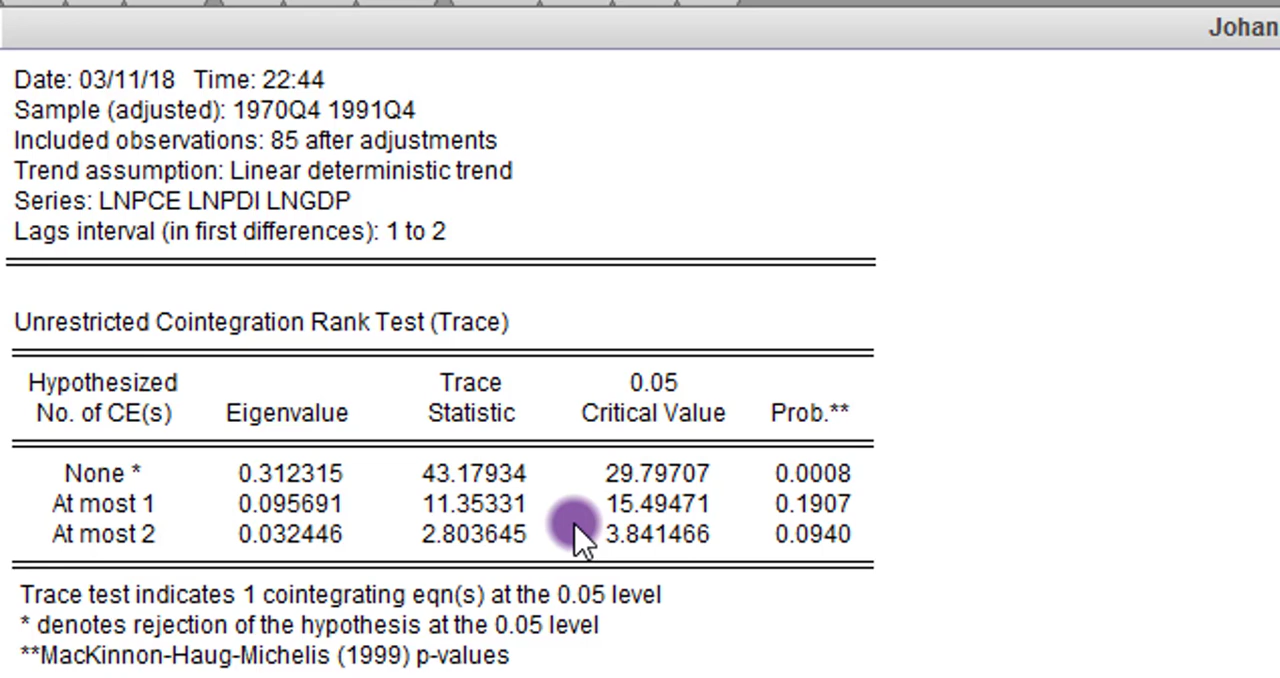 Johan
Date: 03/11/18 Time: 22:44
Sample (adjusted): 1970Q4 1991Q4
Included observations: 85 after adjustments
Trend assumption: Linear deterministic trend
Series: LNPCE LNPDI LNGDP
Lags interval (in first differences): 1 to 2
Unrestricted Cointegration Rank Test (Trace)
Hypothesized Trace 0.05
No. of CE(s) Eigenvalue Statistic Critical Value Prob.**
None * 0.312315 43.17934 29.79707 0.0008
At most 1 0.095691 11.35331 15.49471 0.1907
At most 2 0.032446 2.803645 3.841466 0.0940
Trace test indicates 1 cointegrating eqn(s) at the 0.05 level
* denotes rejection of the hypothesis at the 0.05 level
**MacKinnon-Haug-Michelis (1999) p-values